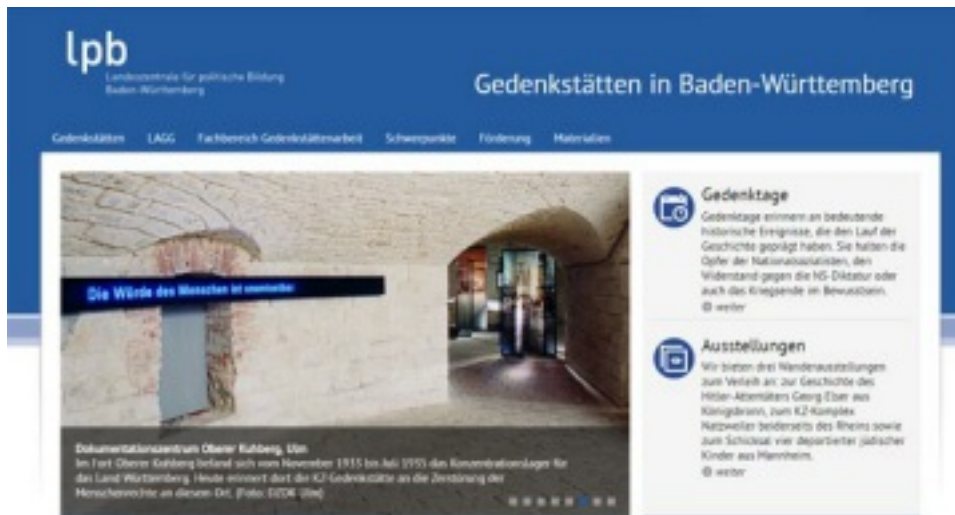 lpb
Landeszentrale für politische Bildung
Baden-Württemberg
Gedenkstätten in Baden-Württemberg
Gedenkstätten LAGG Fachbereich Gedenkstättenarbeit Schwerpunkte Förderung Materialien
Die Würde des Menschen ist unantastbar
Dokumentationszentrum Oberer Kuhberg, Ulm
Im Fort Oberer Kuhberg befand sich vom November 1933 bis Juli 1935 das Konzentrationslager für
das Land Württemberg. Heute erinnert dort die KZ-Gedenkstätte an die Zerstörung der
Menschenrechte an diesem Ort. (Foto: DZOK Ulm)
Gedenktage
Gedenktage erinnern an bedeutende
historische Ereignisse, die den Lauf der
Geschichte geprägt haben. Sie halten die
Opfer der Nationalsozialisten, den
Widerstand gegen die NS-Diktatur oder
auch das Kriegsende im Bewusstsein.
weiter
Ausstellungen
Wir bieten drei Wanderausstellungen
zum Verleih an: zur Geschichte des
Hitler-Attentäters Georg Elser aus
Königsbronn, zum KZ-Komplex
Natzweiler beiderseits des Rheins sowie
zum Schicksal vier deportierter jüdischer
Kinder aus Mannheim.
weiter